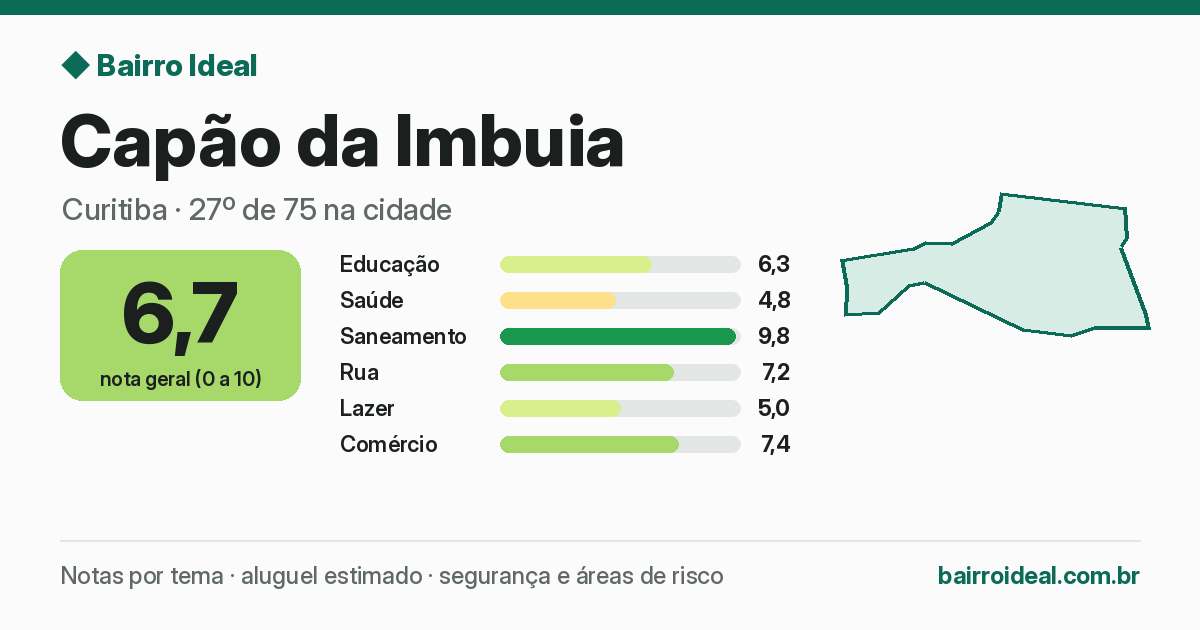 Bairro Ideal
Capão da Imbuia
Curitiba · 27º de 75 na cidade
6,7
nota geral (0 a 10)
Educação 6,3
Saúde 4,8
Saneamento 9,8
Rua 7,2
Lazer 5,0
Comércio 7,4
Notas por tema · aluguel estimado · segurança e áreas de risco
bairroideal.com.br